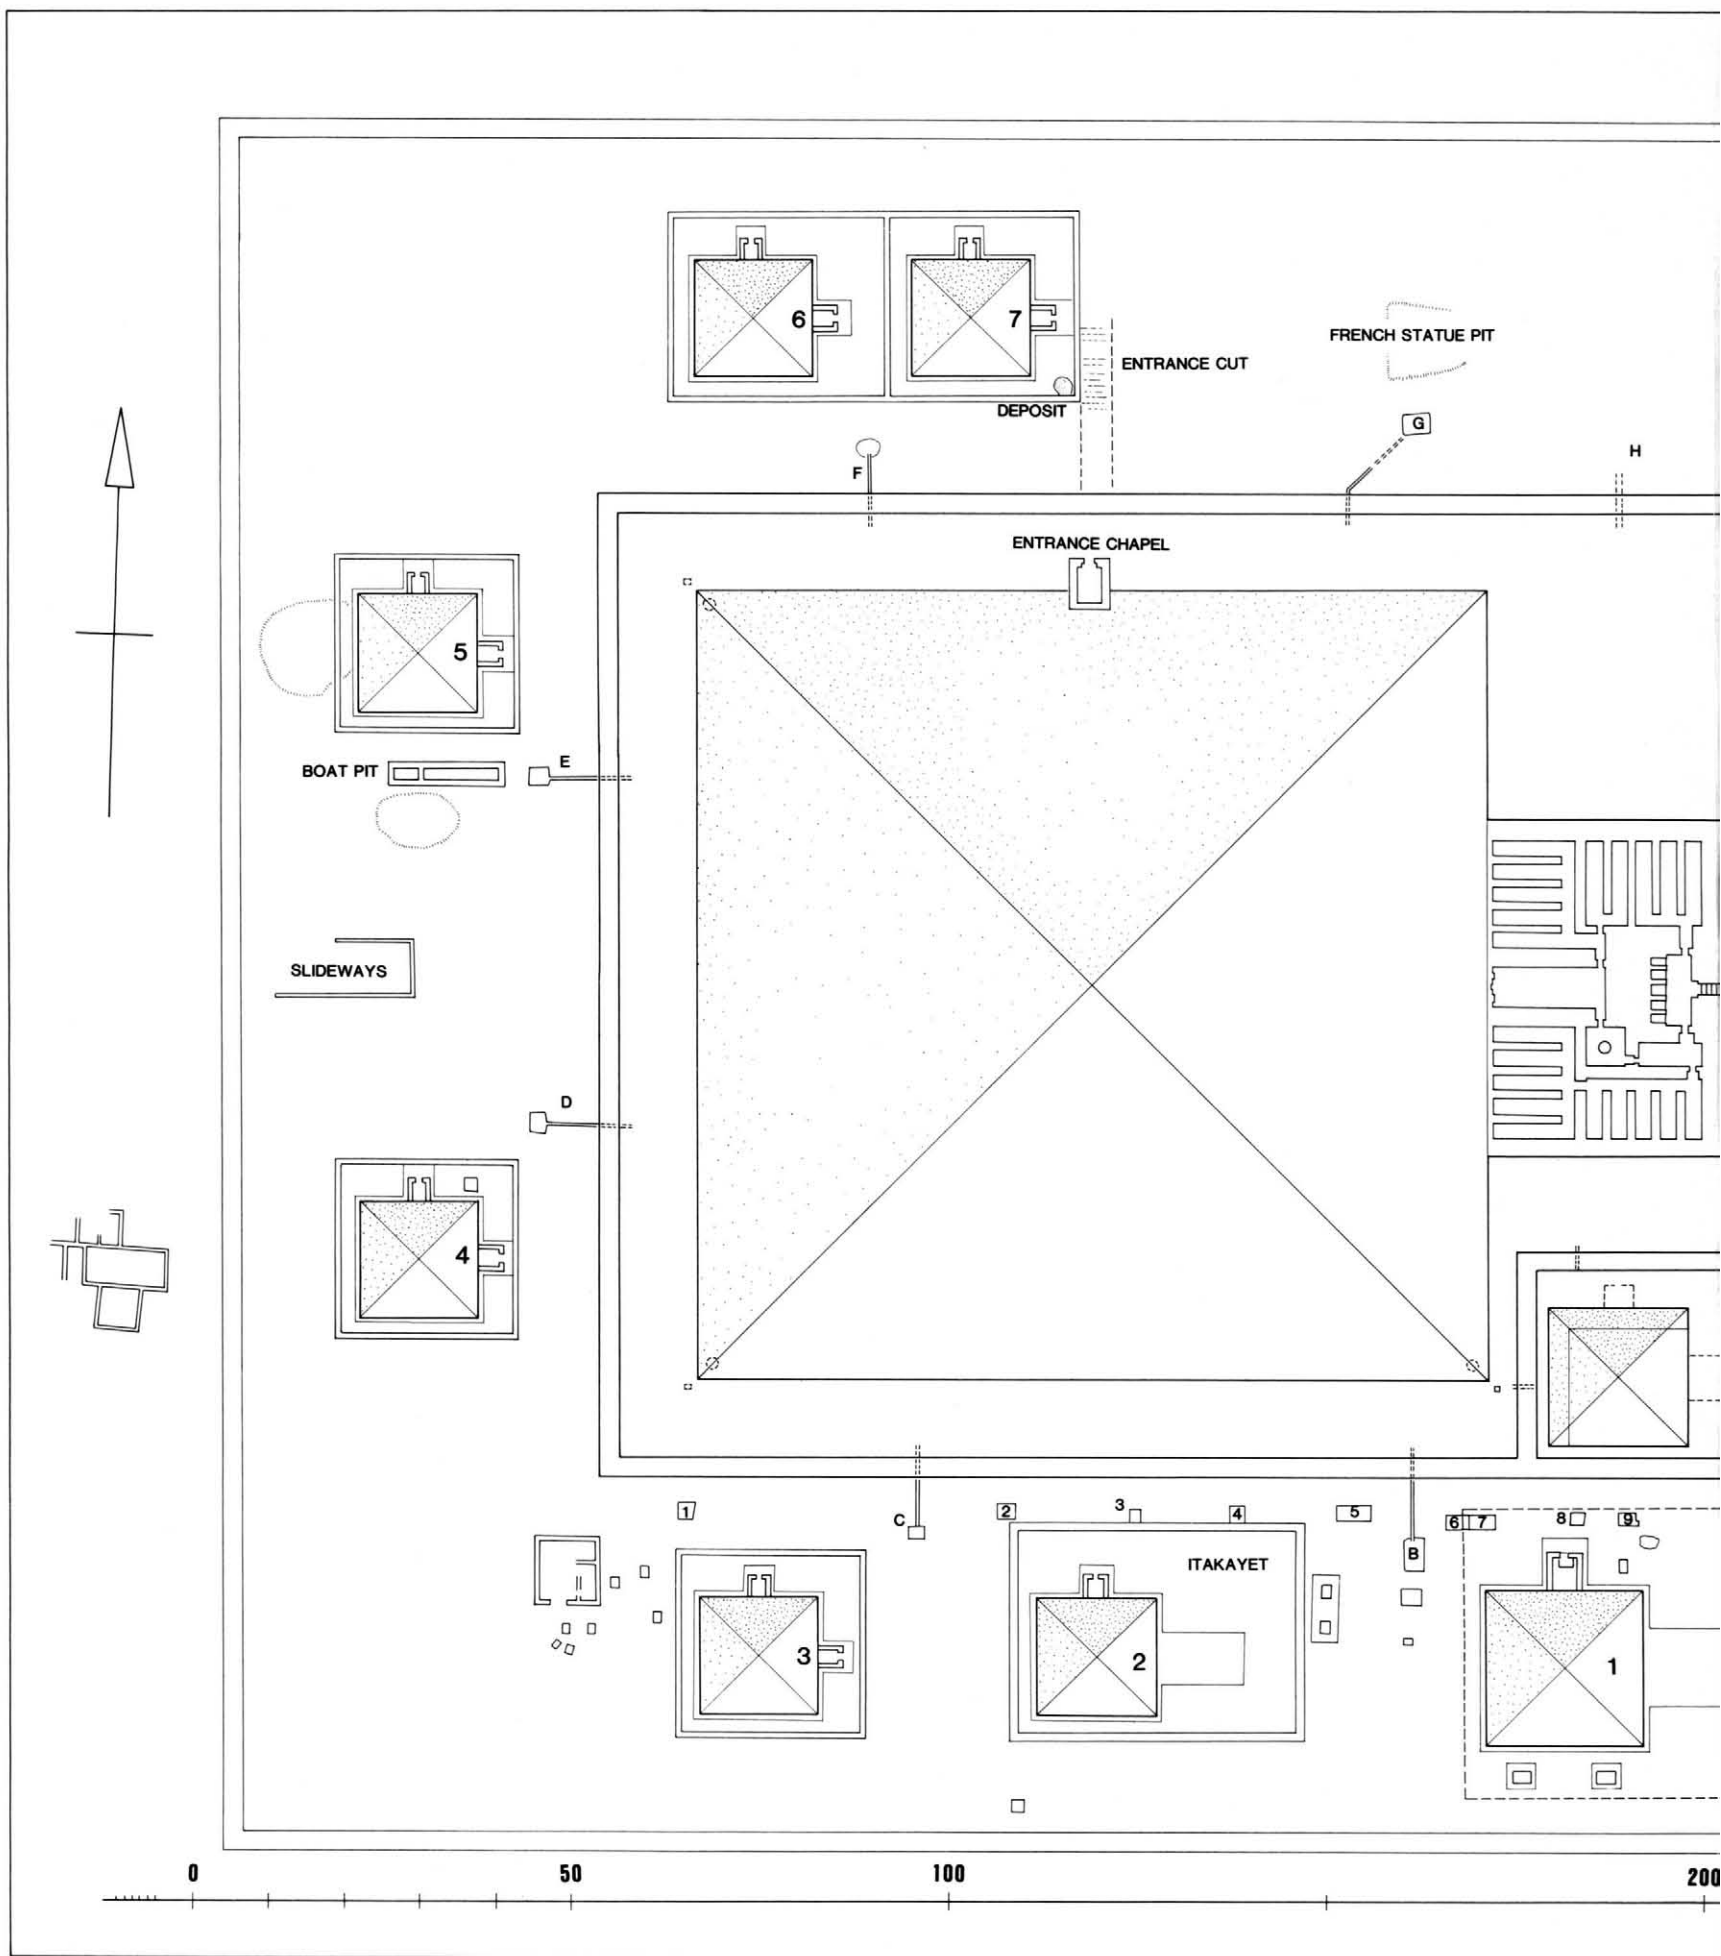 6
7
FRENCH STATUE PIT
ENTRANCE CUT
DEPOSIT
G
H
F
ENTRANCE CHAPEL
5
E
BOAT PIT
SLIDEWAYS
D
4
1
C
2
3
4
5
6
7
8
9
B
ITAKAYET
3
2
1
0
50
100
200